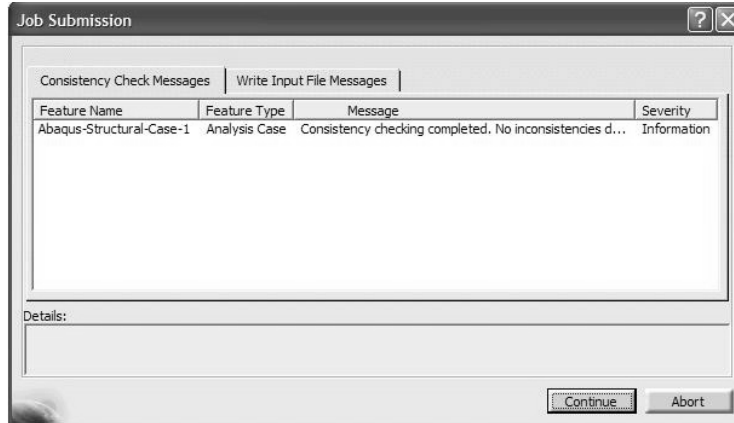 Job Submission
Consistency Check Messages Write Input File Messages
Feature Name Feature Type Message Severity
Abaqus-Structural-Case-1 Analysis Case Consistency checking completed. No inconsistencies d... Information
Details:
Continue Abort